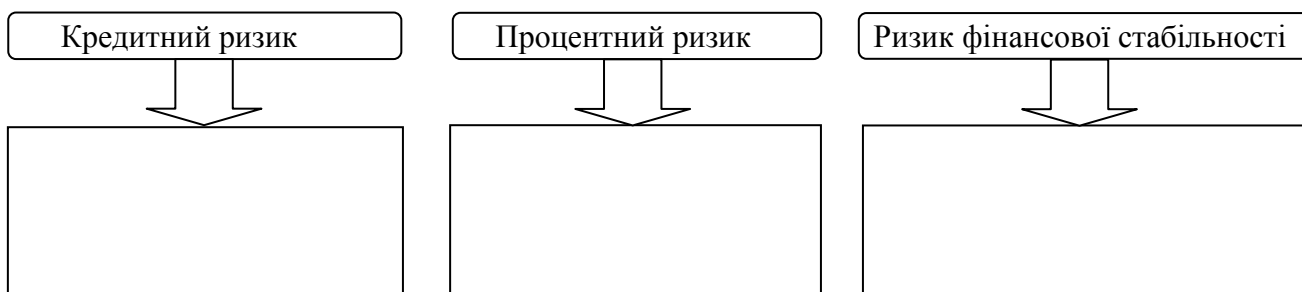 Кредитний ризик
Процентний ризик
Ризик фінансової стабільності